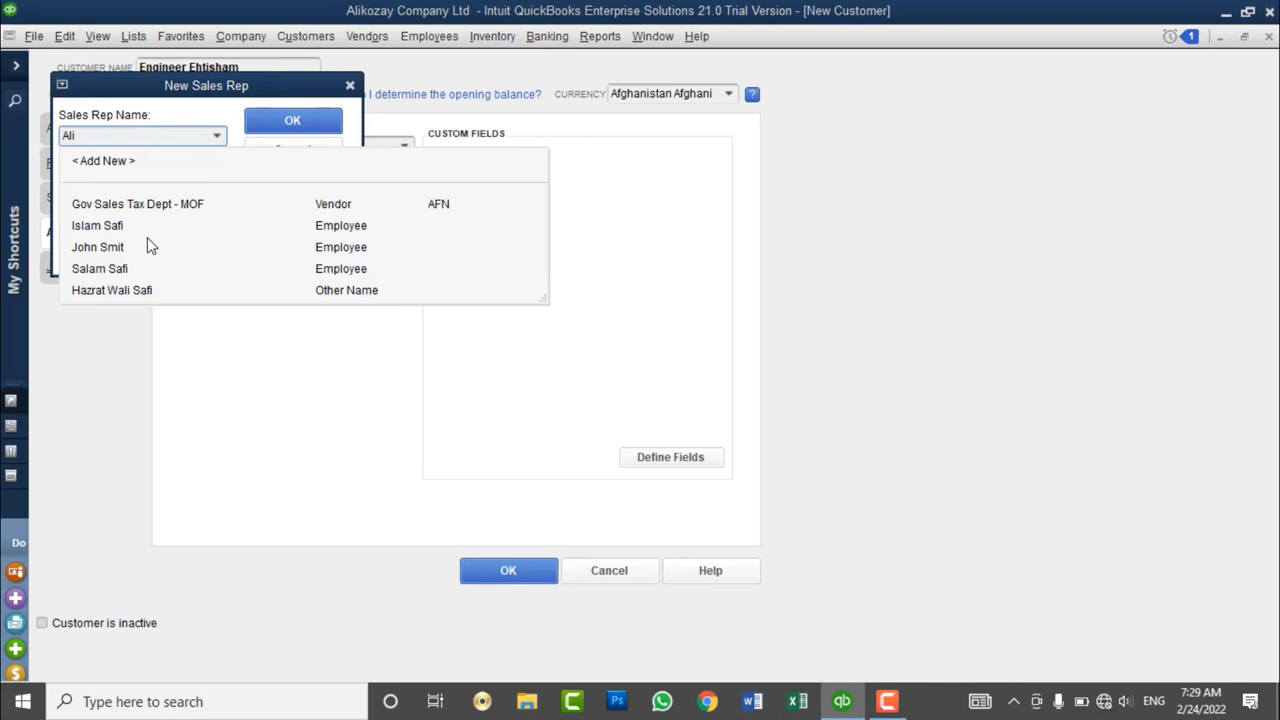 Alikozay Company Ltd - Intuit QuickBooks Enterprise Solutions 21.0 Trial Version - [New Customer]
File Edit View Lists Favorites Company Customers Vendors Employees Inventory Banking Reports Window Help
1
CUSTOMER NAME Engineer Ehtisham
New Sales Rep
I determine the opening balance? CURRENCY Afghanistan Afghani ?
Sales Rep Name: OK
Ali
CUSTOM FIELDS
< Add New >
Gov Sales Tax Dept - MOF Vendor AFN
Islam Safi Employee
John Smit Employee
Salam Safi Employee
Hazrat Wali Safi Other Name
My Shortcuts
Define Fields
Do
OK Cancel Help
Customer is inactive
Type here to search
ENG
7:29 AM
2/24/2022